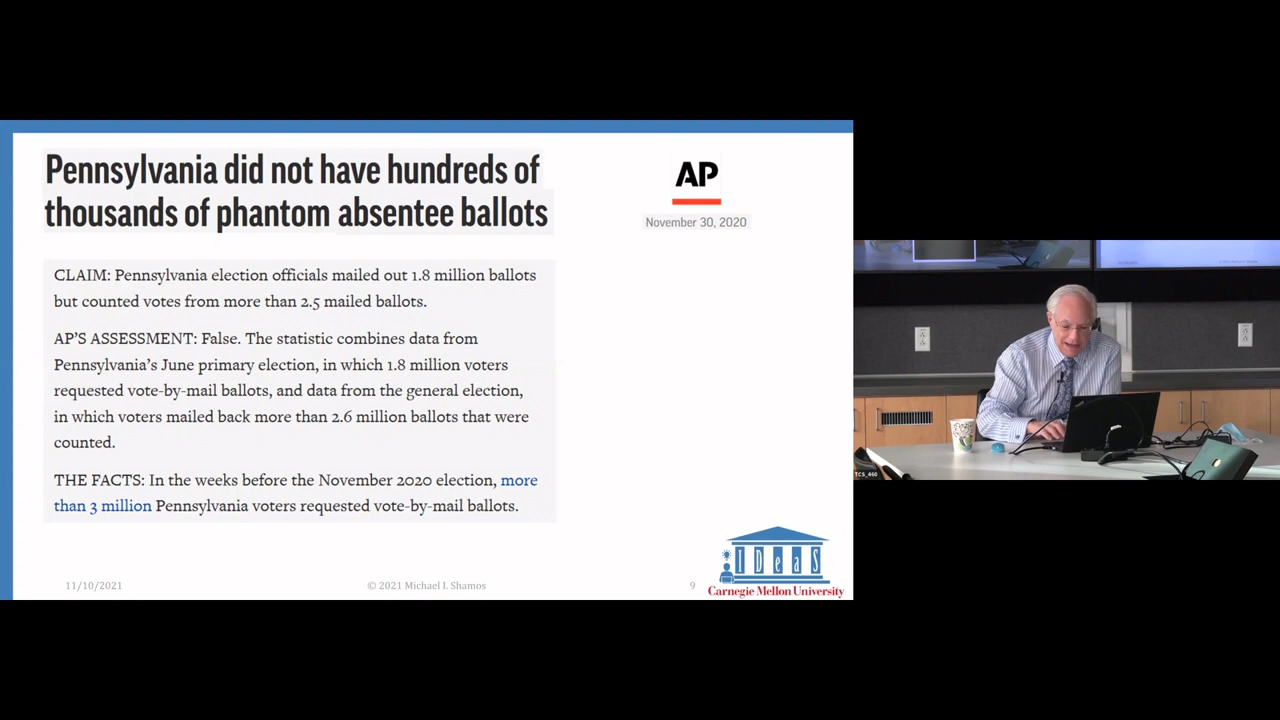 Pennsylvania did not have hundreds of
thousands of phantom absentee ballots
AP
November 30, 2020
CLAIM: Pennsylvania election officials mailed out 1.8 million ballots
but counted votes from more than 2.5 mailed ballots.
AP'S ASSESSMENT: False. The statistic combines data from
Pennsylvania's June primary election, in which 1.8 million voters
requested vote-by-mail ballots, and data from the general election,
in which voters mailed back more than 2.6 million ballots that were
counted.
THE FACTS: In the weeks before the November 2020 election, more
than 3 million Pennsylvania voters requested vote-by-mail ballots.
11/10/2021
© 2021 Michael I. Shamos
9
IDeaS
Carnegie Mellon University
TCS_460